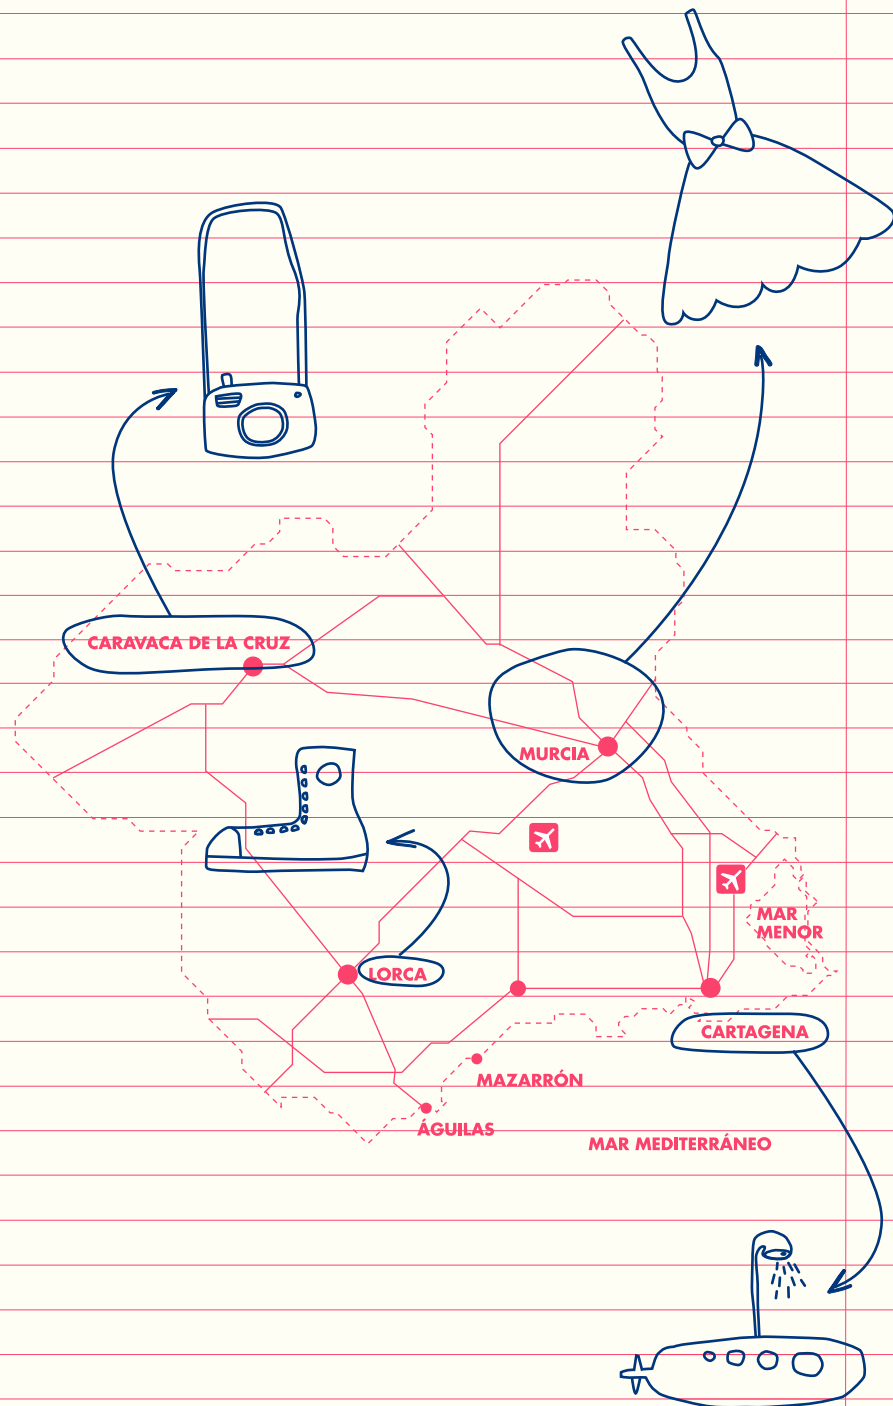 CARAVACA DE LA CRUZ
MURCIA
MAR
MENOR
LORCA
CARTAGENA
MAZARRÓN
ÁGUILAS
MAR MEDITERRÁNEO